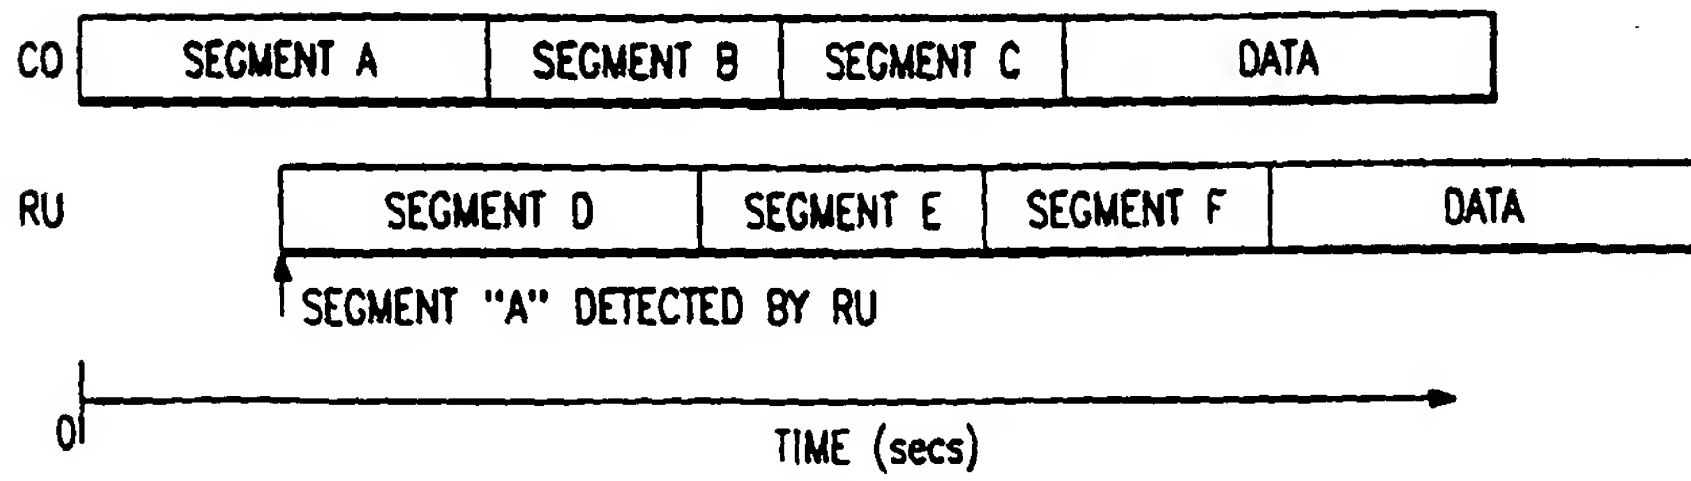 CO SEGMENT A SEGMENT B SEGMENT C DATA
RU SEGMENT D SEGMENT E SEGMENT F DATA
SEGMENT "A" DETECTED BY RU
0
TIME (secs)